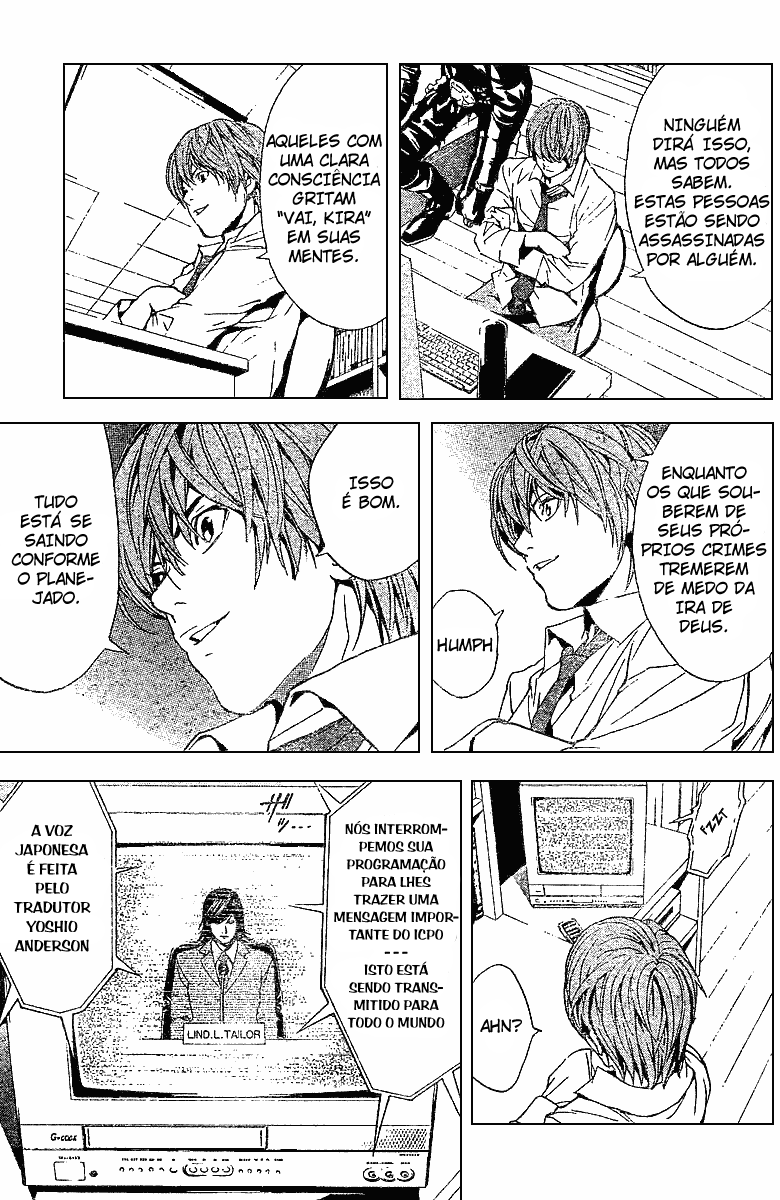 NINGUÉM
DIRÁ ISSO,
MAS TODOS
SABEM.
ESTAS PESSOAS
ESTÃO SENDO
ASSASSINADAS
POR ALGUÉM.
AQUELES COM
UMA CLARA
CONSCIÊNCIA
GRITAM
"VAI, KIRA"
EM SUAS
MENTES.
ENQUANTO
OS QUE SOU-
BEREM DE
SEUS PRÓ-
PRIOS CRIMES
TREMEREM
DE MEDO DA
IRA DE
DEUS.
HUMPH
ISSO
É BOM.
TUDO
ESTÁ SE
SAINDO
CONFORME
O PLANE-
JADO.
FZZT
AHN?
NÓS INTERROM-
PEMOS SUA
PROGRAMAÇÃO
PARA LHES
TRAZER UMA
MENSAGEM IMPOR-
TANTE DO ICPO
---
ISTO ESTÁ
SENDO TRANS-
MITIDO PARA
TODO O MUNDO
A VOZ
JAPONESA
É FEITA
PELO
TRADUTOR
YOSHIO
ANDERSON
LIND.L.TAILOR
G-CODE